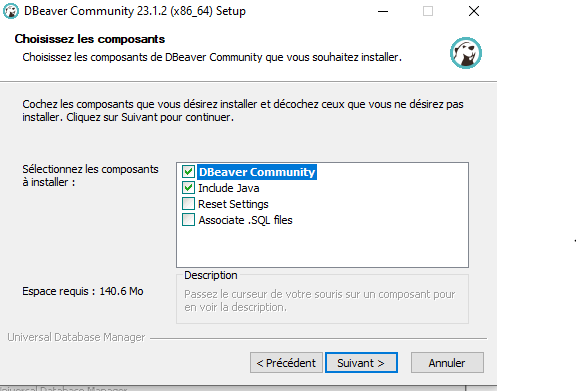 DBeaver Community 23.1.2 (x86_64) Setup
Choisissez les composants
Choisissez les composants de DBeaver Community que vous souhaitez installer.
Cochez les composants que vous désirez installer et décochez ceux que vous ne désirez pas
installer. Cliquez sur Suivant pour continuer.
Sélectionnez les composants
à installer :
DBeaver Community
Include Java
Reset Settings
Associate .SQL files
Espace requis : 140.6 Mo
Description
Passez le curseur de votre souris sur un composant pour
en voir la description.
Universal Database Manager
< Précédent
Suivant >
Annuler
Universal Database Manager